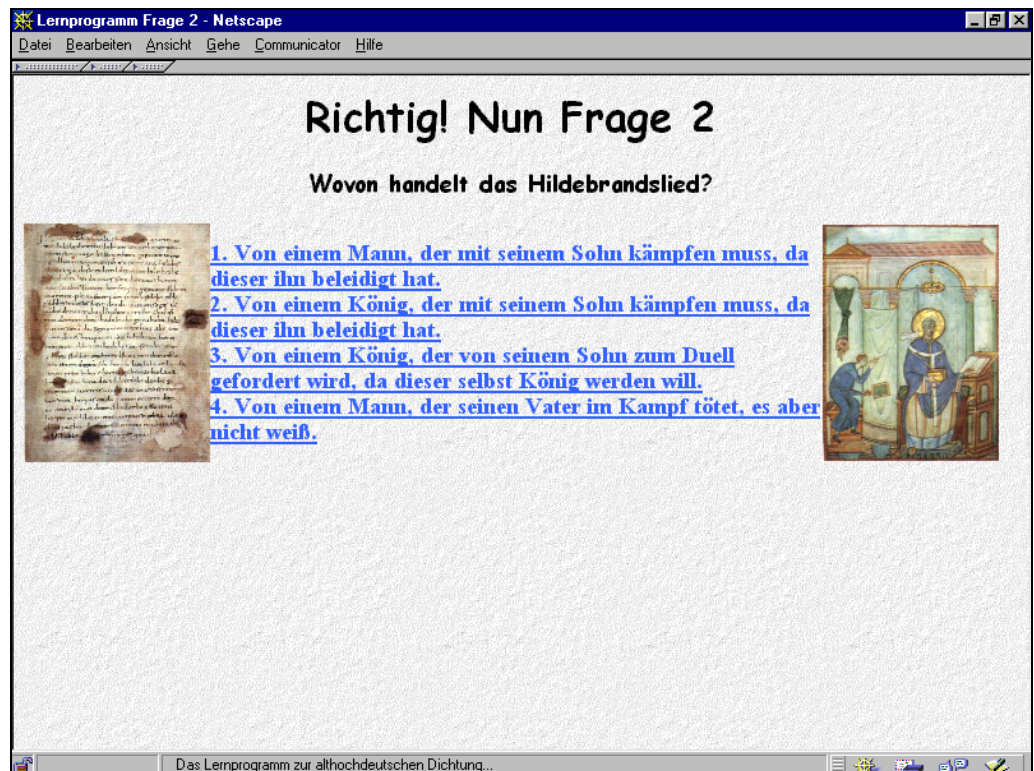 Lernprogramm Frage 2 - Netscape
Datei Bearbeiten Ansicht Gehe Communicator Hilfe
Richtig! Nun Frage 2
Wovon handelt das Hildebrandslied?
1. Von einem Mann, der mit seinem Sohn kämpfen muss, da
dieser ihn beleidigt hat.
2. Von einem König, der mit seinem Sohn kämpfen muss, da
dieser ihn beleidigt hat.
3. Von einem König, der von seinem Sohn zum Duell
gefordert wird, da dieser selbst König werden will.
4. Von einem Mann, der seinen Vater im Kampf tötet, es aber
nicht weiß.
Das Lernprogramm zur althochdeutschen Dichtung...